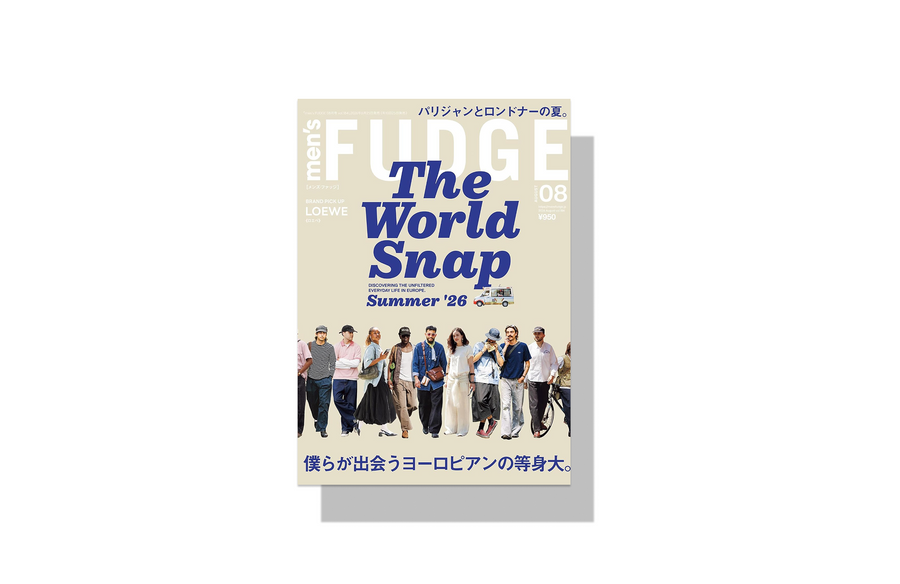 パリジャンとロンドナーの夏。
men's FUDGE
The
World
Snap
BRAND PICK UP
LOEWE
08
¥950
DISCOVERING THE UNFILTERED
EVERYDAY LIFE IN EUROPE.
Summer '26
僕らが出会うヨーロピアンの等身大。